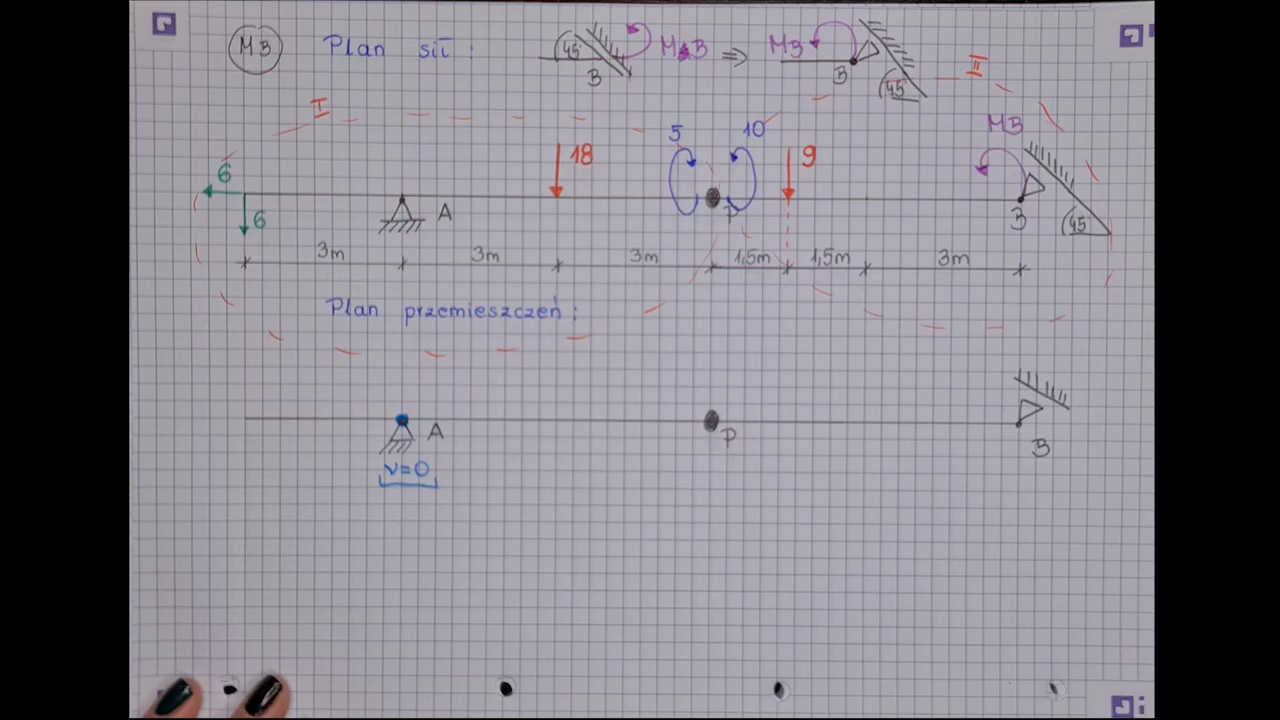 MB Plan sił: 45° B MB ⇒ MB B 45°
I II
6 6 A 18 5 10 P 9 MB B 45
3m 3m 3m 1,5m 1,5m 3m
Plan przemieszczeń:
A P B
v=0